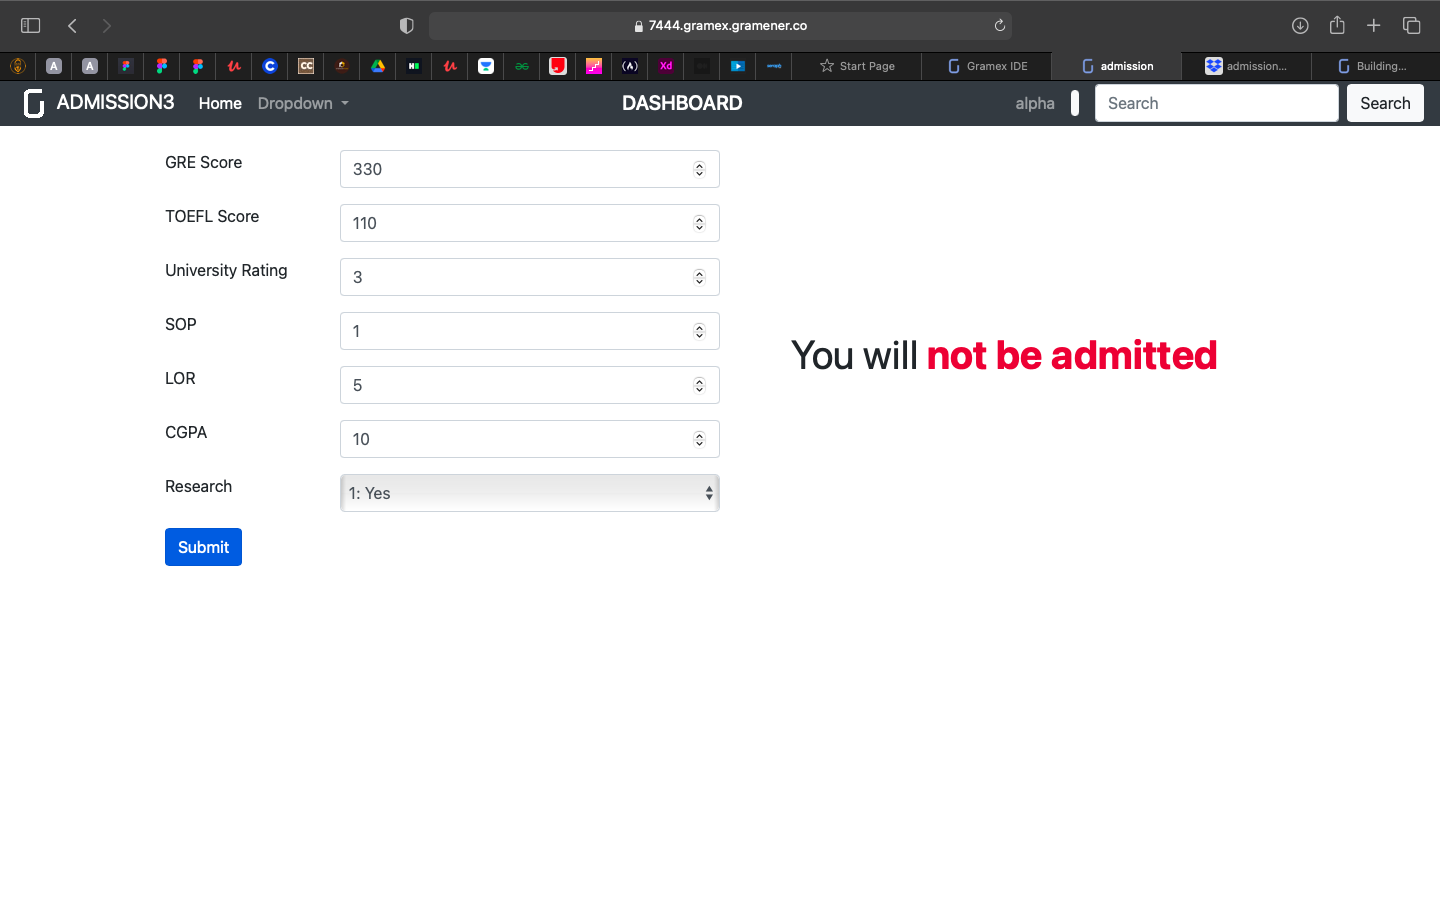 7444.gramex.gramener.co
A
A
CC
Xd
Start Page
Gramex IDE
admission
admission...
Building...
ADMISSION3
Home
Dropdown
DASHBOARD
alpha
Search
Search
GRE Score
330
TOEFL Score
110
University Rating
3
SOP
1
LOR
5
CGPA
10
Research
1: Yes
Submit
You will not be admitted